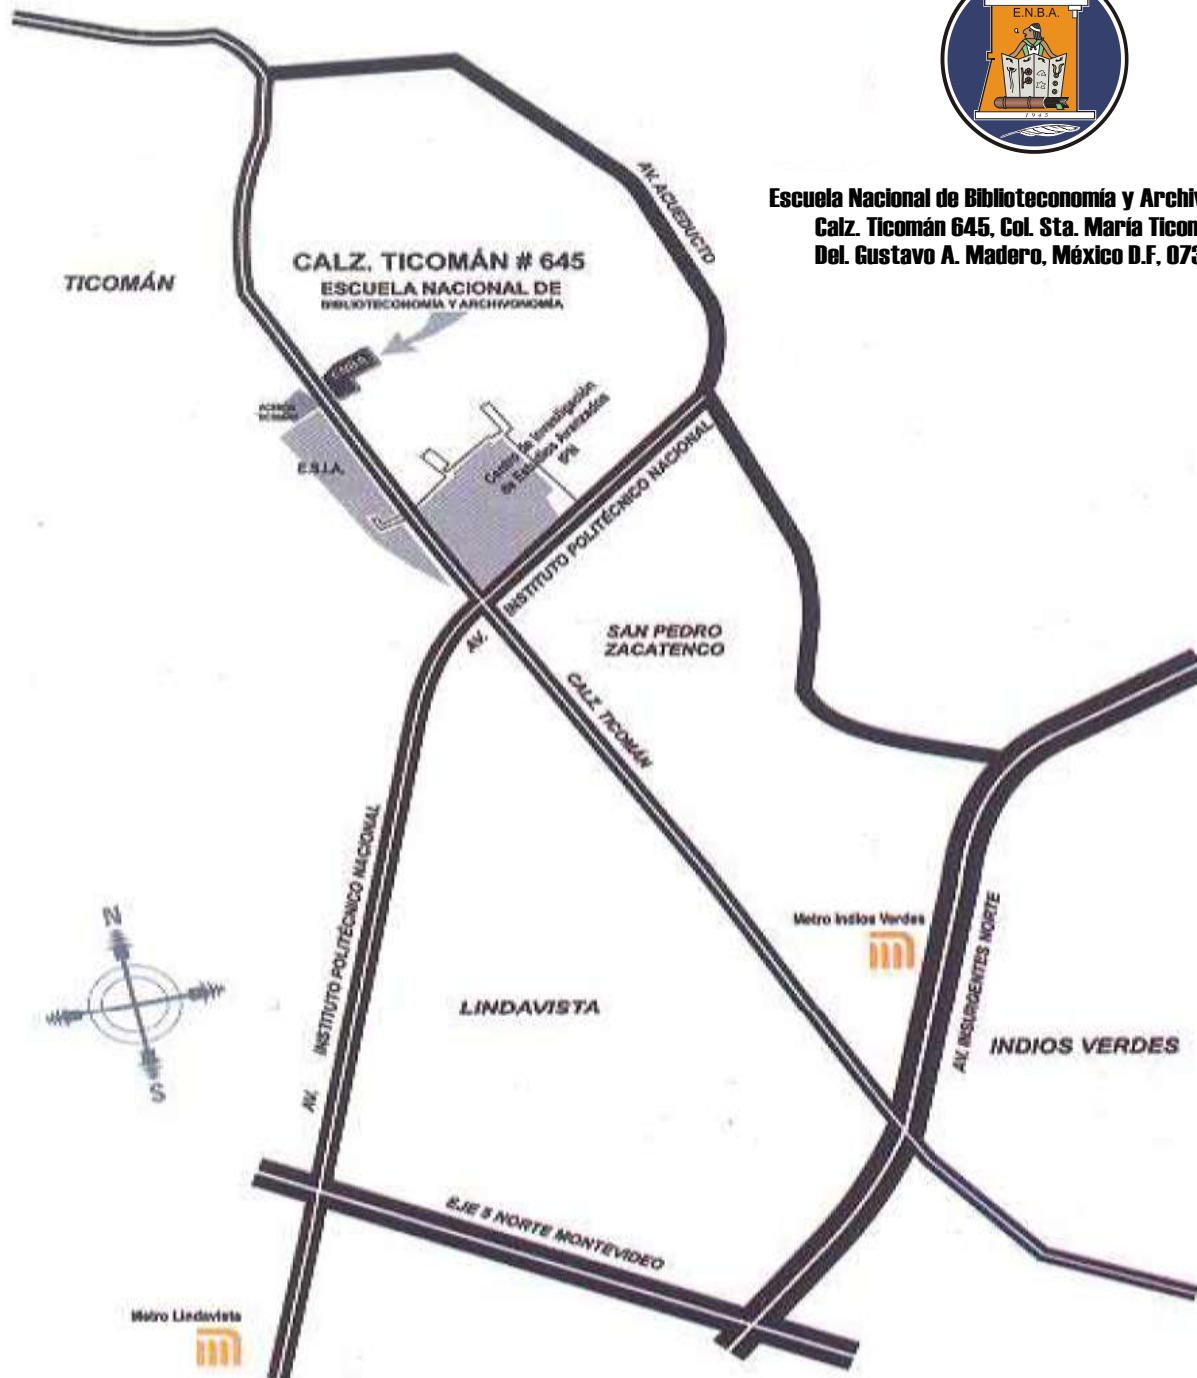 E.N.B.A.
1945
Escuela Nacional de Biblioteconomía y Archiv
Calz. Ticomán 645, Col. Sta. María Ticom
Del. Gustavo A. Madero, México D.F, 073
AV. ACUEDUCTO
TICOMÁN
CALZ. TICOMÁN # 645
ESCUELA NACIONAL DE
BIBLIOTECONOMÍA Y ARCHIVONOMÍA
E.N.B.A.
E.S.I.A.
Centro de Investigación
de Estudios Avanzados
IPN
AV. INSTITUTO POLITÉCNICO NACIONAL
SAN PEDRO
ZACATENCO
CALZ. TICOMÁN
AV. INSTITUTO POLITÉCNICO NACIONAL
Metro Indios Verdes
AV. INSURGENTES NORTE
N
S
LINDAVISTA
INDIOS VERDES
EJE 5 NORTE MONTEVIDEO
Metro Lindavista